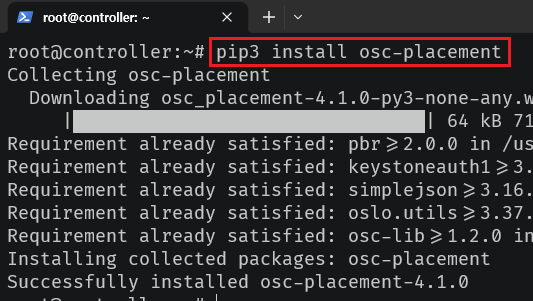 root@controller: ~
root@controller:~# pip3 install osc-placement
Collecting osc-placement
Downloading osc_placement-4.1.0-py3-none-any.w
| | 64 kB 71
Requirement already satisfied: pbr>=2.0.0 in /us
Requirement already satisfied: keystoneauth1>=3.
Requirement already satisfied: simplejson>=3.16.
Requirement already satisfied: oslo.utils>=3.37.
Requirement already satisfied: osc-lib>=1.2.0 in
Installing collected packages: osc-placement
Successfully installed osc-placement-4.1.0
root@controller:~#